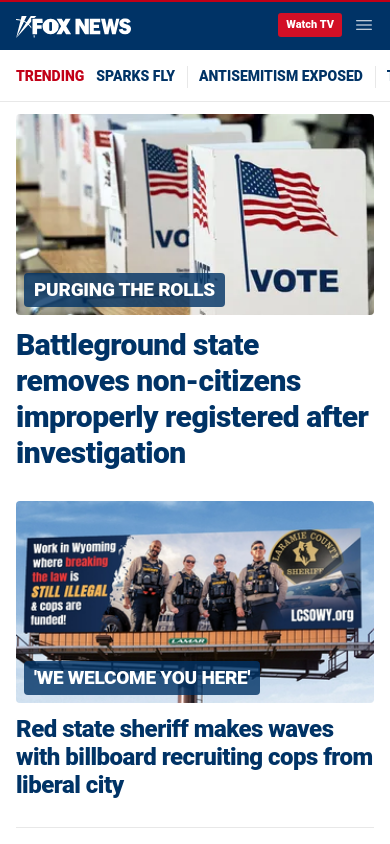 FOX NEWS
Watch TV
TRENDING SPARKS FLY ANTISEMITISM EXPOSED
VO
VOTE
PURGING THE ROLLS
Battleground state
removes non-citizens
improperly registered after
investigation
Work in Wyoming
where breaking
the law is
STILL ILLEGAL
& cops are
funded!
LARAMIE COUNTY
SHERIFF
LCSOWY.org
LAMAR
'WE WELCOME YOU HERE'
Red state sheriff makes waves
with billboard recruiting cops from
liberal city